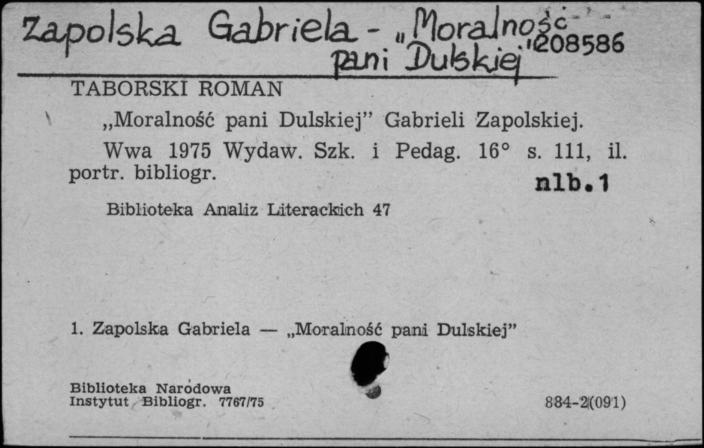 Zapolska Gabriela - „Moralność
pani Dulskiej" 208586
TABORSKI ROMAN
„Moralność pani Dulskiej” Gabrieli Zapolskiej.
Wwa 1975 Wydaw. Szk. i Pedag. 16° s. 111, il.
portr. bibliogr.
nlb.1
Biblioteka Analiz Literackich 47
1. Zapolska Gabriela — „Moralność pani Dulskiej”
Biblioteka Narodowa
Instytut Bibliogr. 7767/75
884-2(091)